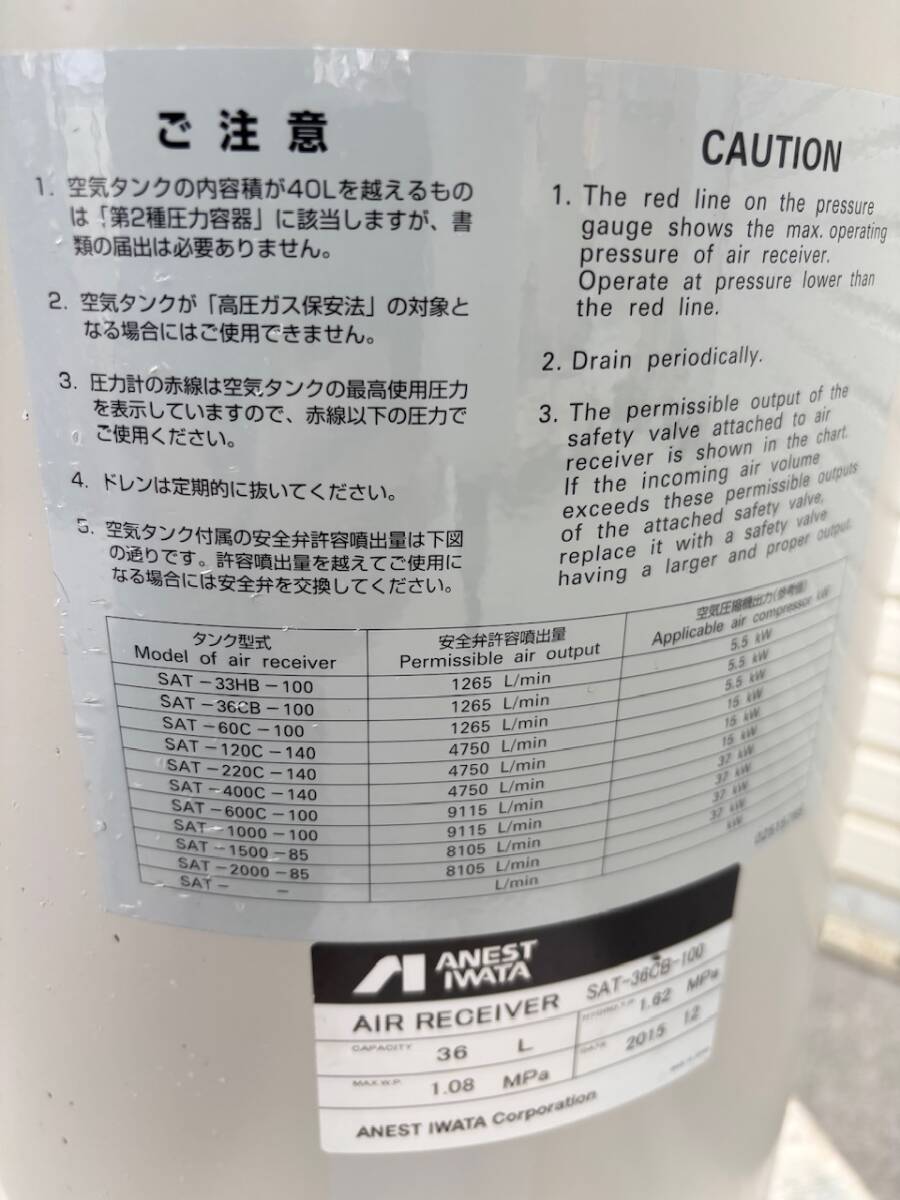 ご注意
1. 空気タンクの内容積が40Lを越えるもの
は「第2種圧力容器」に該当しますが、書
類の届出は必要ありません。
2. 空気タンクが「高圧ガス保安法」の対象と
なる場合にはご使用できません。
3. 圧力計の赤線は空気タンクの最高使用圧力
を表示していますので、赤線以下の圧力で
ご使用ください。
4. ドレンは定期的に抜いてください。
5. 空気タンク付属の安全弁許容噴出量は下図
の通りです。許容噴出量を越えてご使用に
なる場合には安全弁を交換してください。
CAUTION
1. The red line on the pressure
gauge shows the max. operating
pressure of air receiver.
Operate at pressure lower than
the red line.
2. Drain periodically.
3. The permissible output of the
safety valve attached to air
receiver is shown in the chart.
If the incoming air volume
exceeds these permissible outputs
of the attached safety valve,
replace it with a safety valve
having a larger and proper output.
タンク型式 安全弁許容噴出量 空気圧縮機出力(参考値)
Model of air receiver Permissible air output Applicable air compressor kW
SAT-33HB-100 1265 L/min 5.5 kW
SAT-36CB-100 1265 L/min 5.5 kW
SAT-60C-100 1265 L/min 5.5 kW
SAT-120C-140 4750 L/min 15 kW
SAT-220C-140 4750 L/min 15 kW
SAT-400C-140 4750 L/min 15 kW
SAT-600C-100 9115 L/min 37 kW
SAT-1000-100 9115 L/min 37 kW
SAT-1500-85 8105 L/min 37 kW
SAT-2000-85 8105 L/min 37 kW
SAT- - L/min kW
ANEST
IWATA
AIR RECEIVER SAT-36CB-100
CAPACITY 36 L 1.62 MPa
MAX.W.P. 1.08 MPa DATE 2015 12
ANEST IWATA Corporation